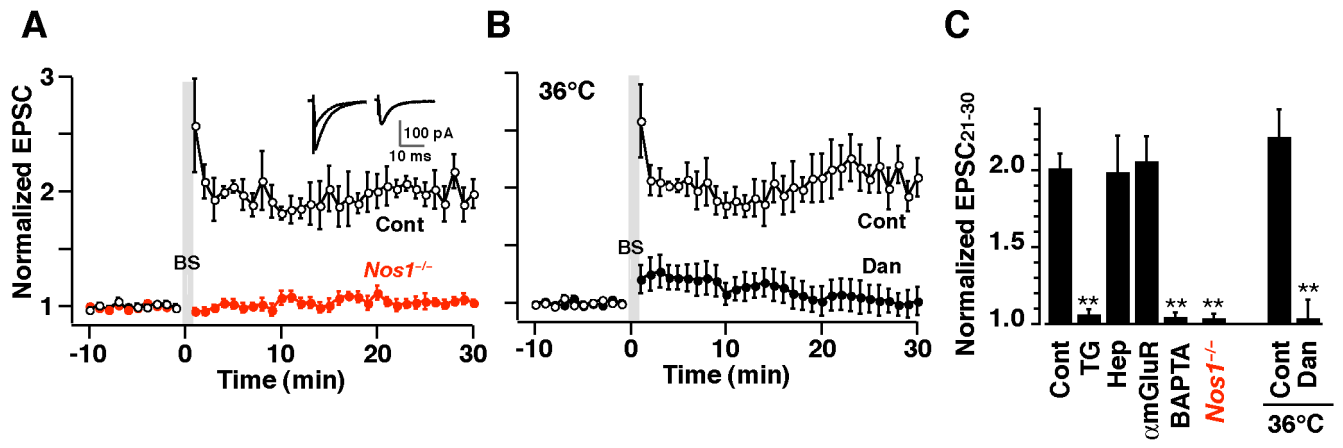 A
B
C
Normalized EPSC
3
2
1
100 pA
10 ms
Cont
BS
Nos1⁻/⁻
-10
0
10
20
30
Time (min)
36°C
Cont
BS
Dan
-10
0
10
20
30
Time (min)
Normalized EPSC21-30
2.0
1.5
1.0
**
**
**
**
Cont
TG
Hep
αmGluR
BAPTA
Nos1⁻/⁻
Cont
Dan
36°C